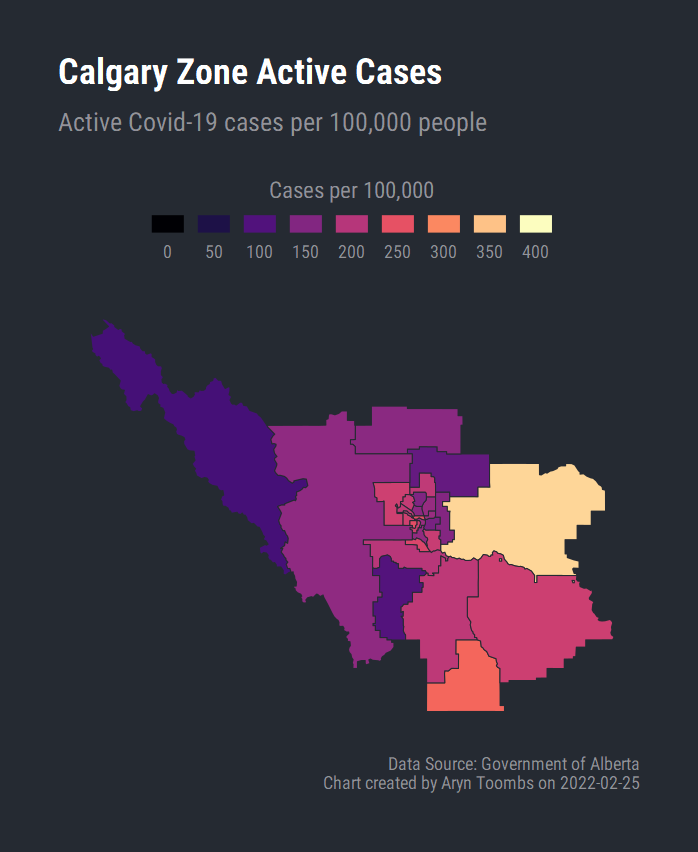 Calgary Zone Active Cases
Active Covid-19 cases per 100,000 people
Cases per 100,000
0 50 100 150 200 250 300 350 400
Data Source: Government of Alberta
Chart created by Aryn Toombs on 2022-02-25